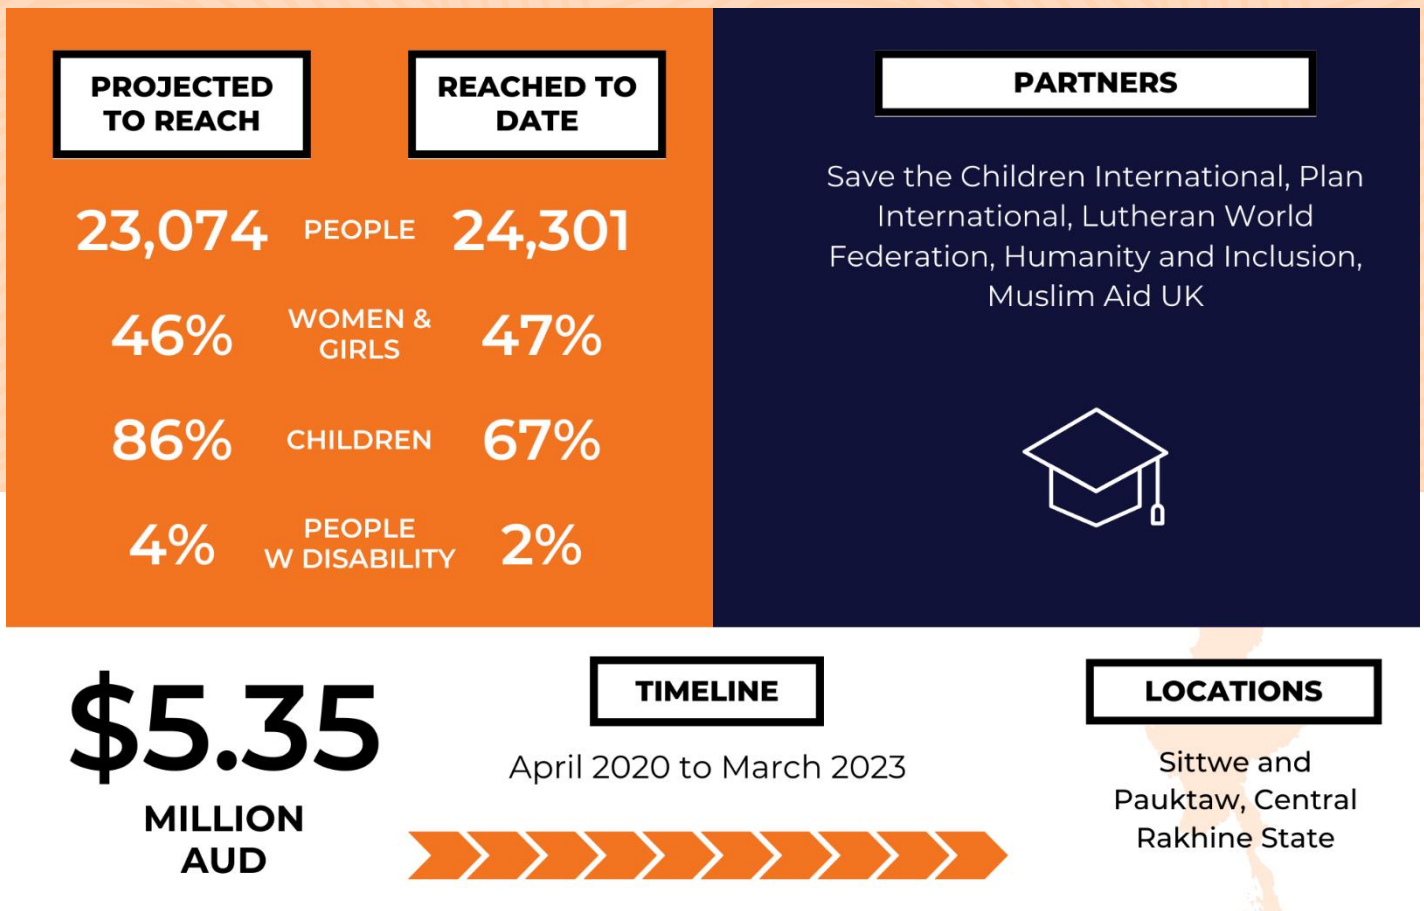 PROJECTED
TO REACH
REACHED TO
DATE
23,074 PEOPLE 24,301
46% WOMEN &
GIRLS 47%
86% CHILDREN 67%
4% PEOPLE
W DISABILITY 2%
PARTNERS
Save the Children International, Plan
International, Lutheran World
Federation, Humanity and Inclusion,
Muslim Aid UK
$5.35
MILLION
AUD
TIMELINE
April 2020 to March 2023
LOCATIONS
Sittwe and
Pauktaw, Central
Rakhine State